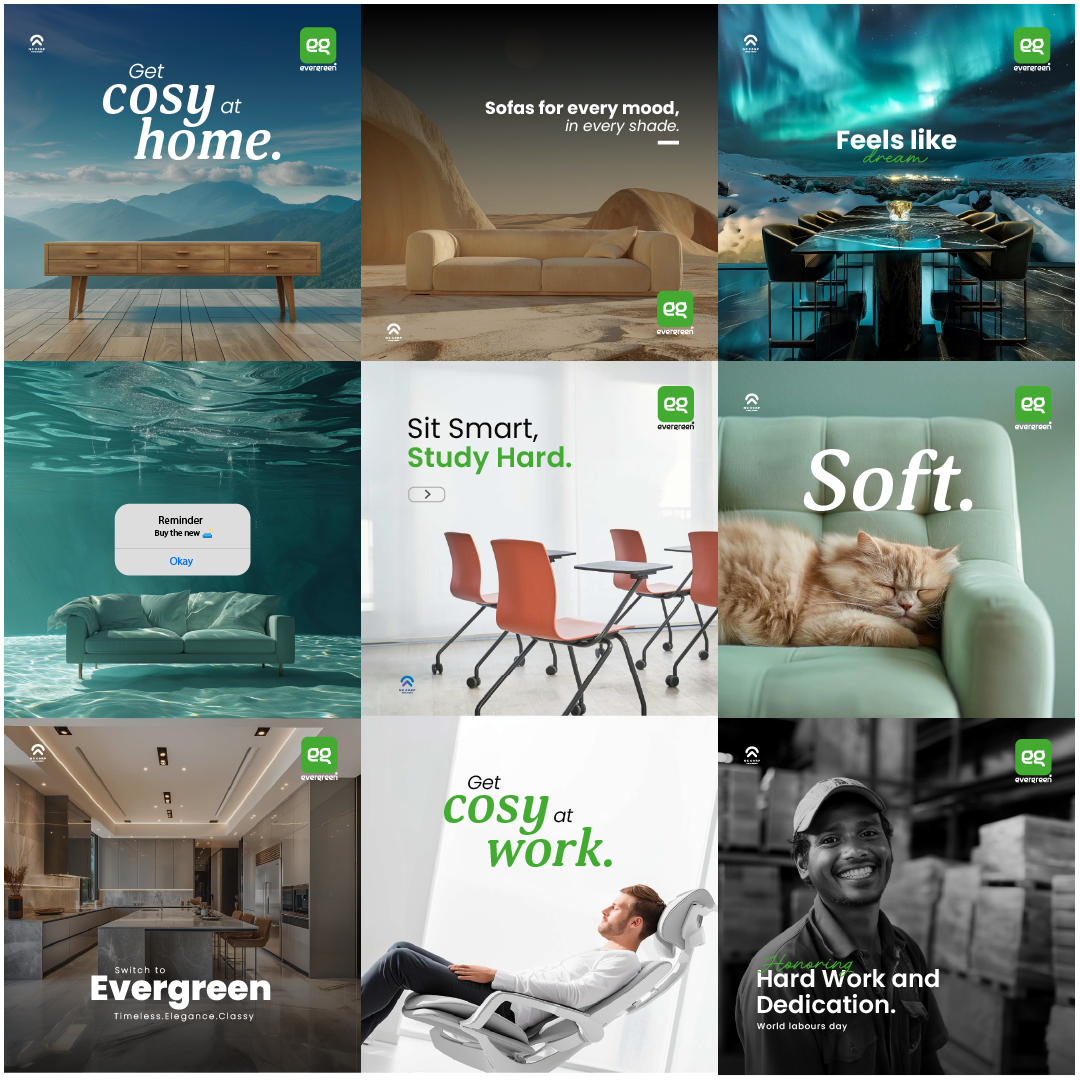 Get
cosy at
home.
eg
evergreen
Sofas for every mood,
in every shade.
eg
evergreen
Feels like
dream
eg
evergreen
Reminder
Buy the new
Okay
Sit Smart,
Study Hard.
eg
evergreen
Soft.
eg
evergreen
Switch to
Evergreen
Timeless.Elegance.Classy
eg
evergreen
Get
cosy at
work.
Honoring
Hard Work and
Dedication.
World labours day
eg
evergreen